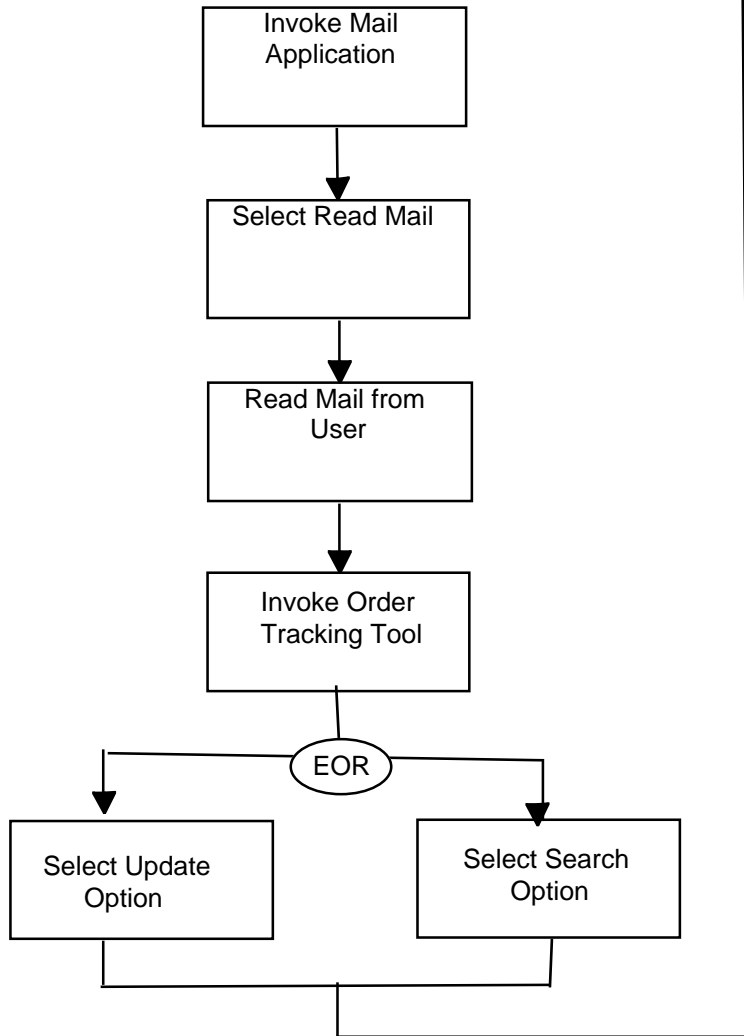 Invoke Mail
Application
Select Read Mail
Read Mail from
User
Invoke Order
Tracking Tool
EOR
Select Update
Option
Select Search
Option